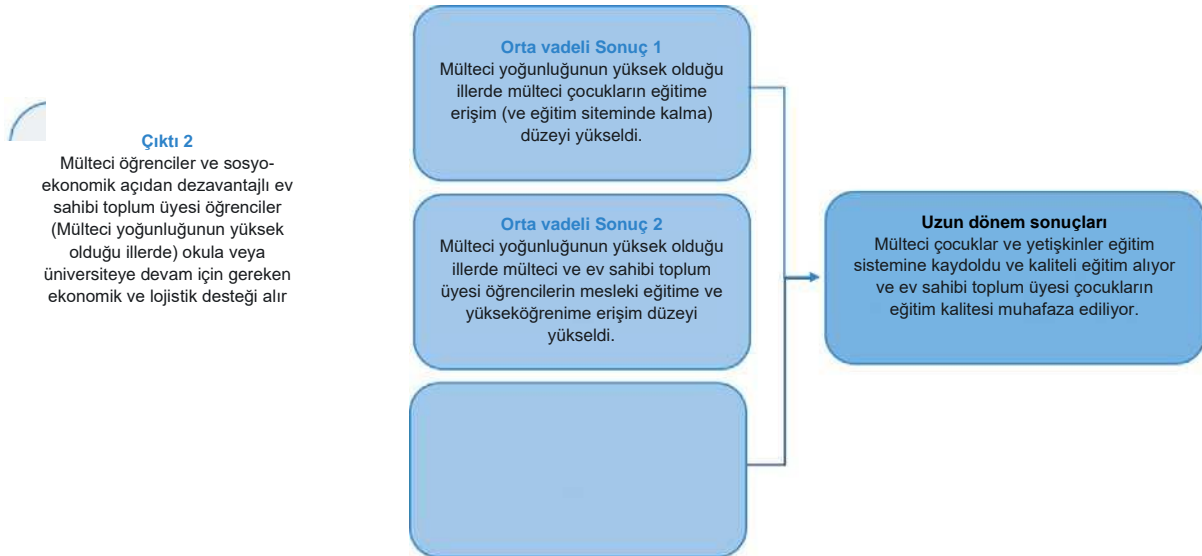 Çıktı 2
Mülteci öğrenciler ve sosyo-
ekonomik açıdan dezavantajlı ev
sahibi toplum üyesi öğrenciler
(Mülteci yoğunluğunun yüksek
olduğu illerde) okula veya
üniversiteye devam için gereken
ekonomik ve lojistik desteği alır
Orta vadeli Sonuç 1
Mülteci yoğunluğunun yüksek olduğu
illerde mülteci çocukların eğitime
erişim (ve eğitim siteminde kalma)
düzeyi yükseldi.
Orta vadeli Sonuç 2
Mülteci yoğunluğunun yüksek olduğu
illerde mülteci ve ev sahibi toplum
üyesi öğrencilerin mesleki eğitime ve
yükseköğrenime erişim düzeyi
yükseldi.
Uzun dönem sonuçları
Mülteci çocuklar ve yetişkinler eğitim
sistemine kaydoldu ve kaliteli eğitim alıyor
ve ev sahibi toplum üyesi çocukların
eğitim kalitesi muhafaza ediliyor.